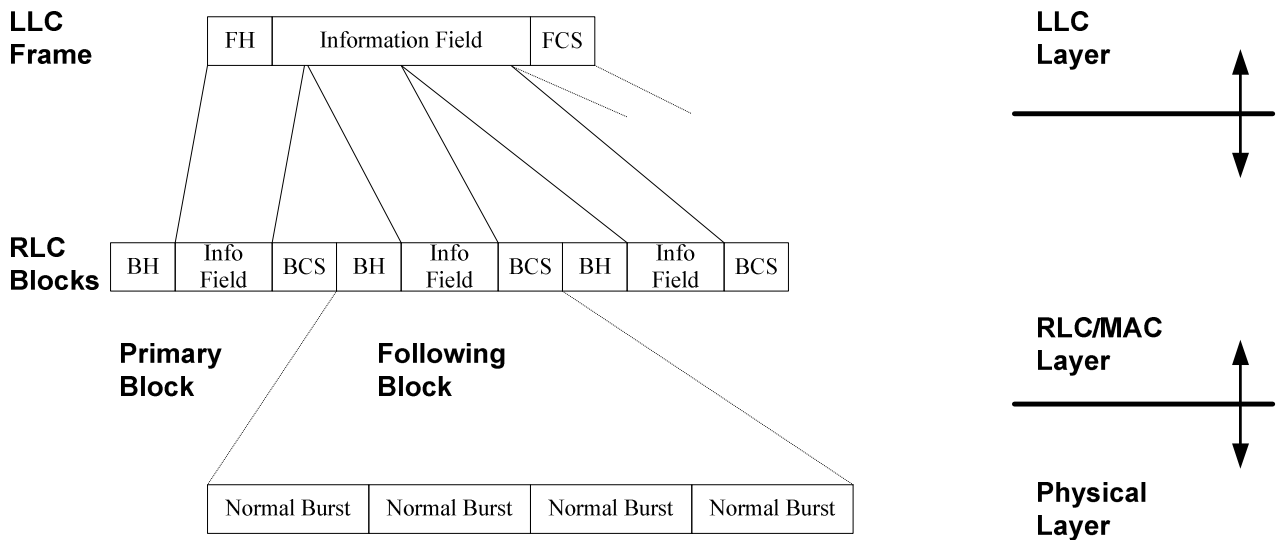 LLC
Frame
FH
Information Field
FCS
LLC
Layer
RLC
Blocks
BH
Info
Field
BCS
BH
Info
Field
BCS
BH
Info
Field
BCS
Primary
Block
Following
Block
RLC/MAC
Layer
Normal Burst
Normal Burst
Normal Burst
Normal Burst
Physical
Layer